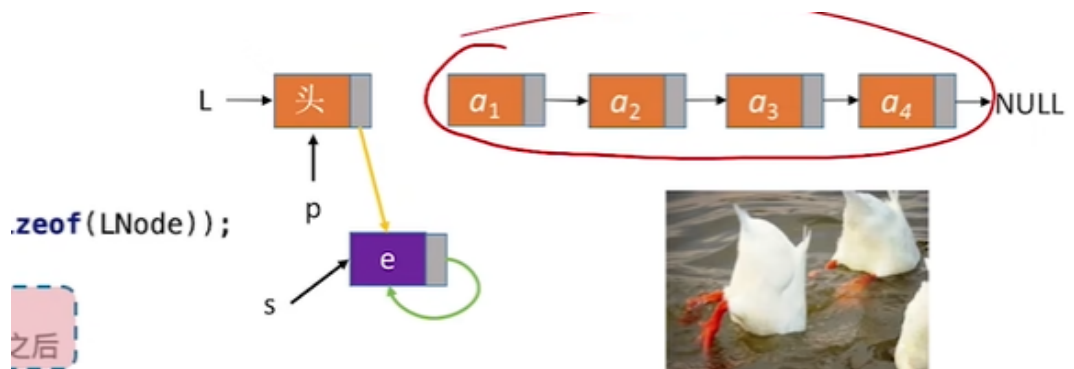 L 头 a₁ a₂ a₃ a₄ NULL
p
zeof(LNode));
e
s
之后